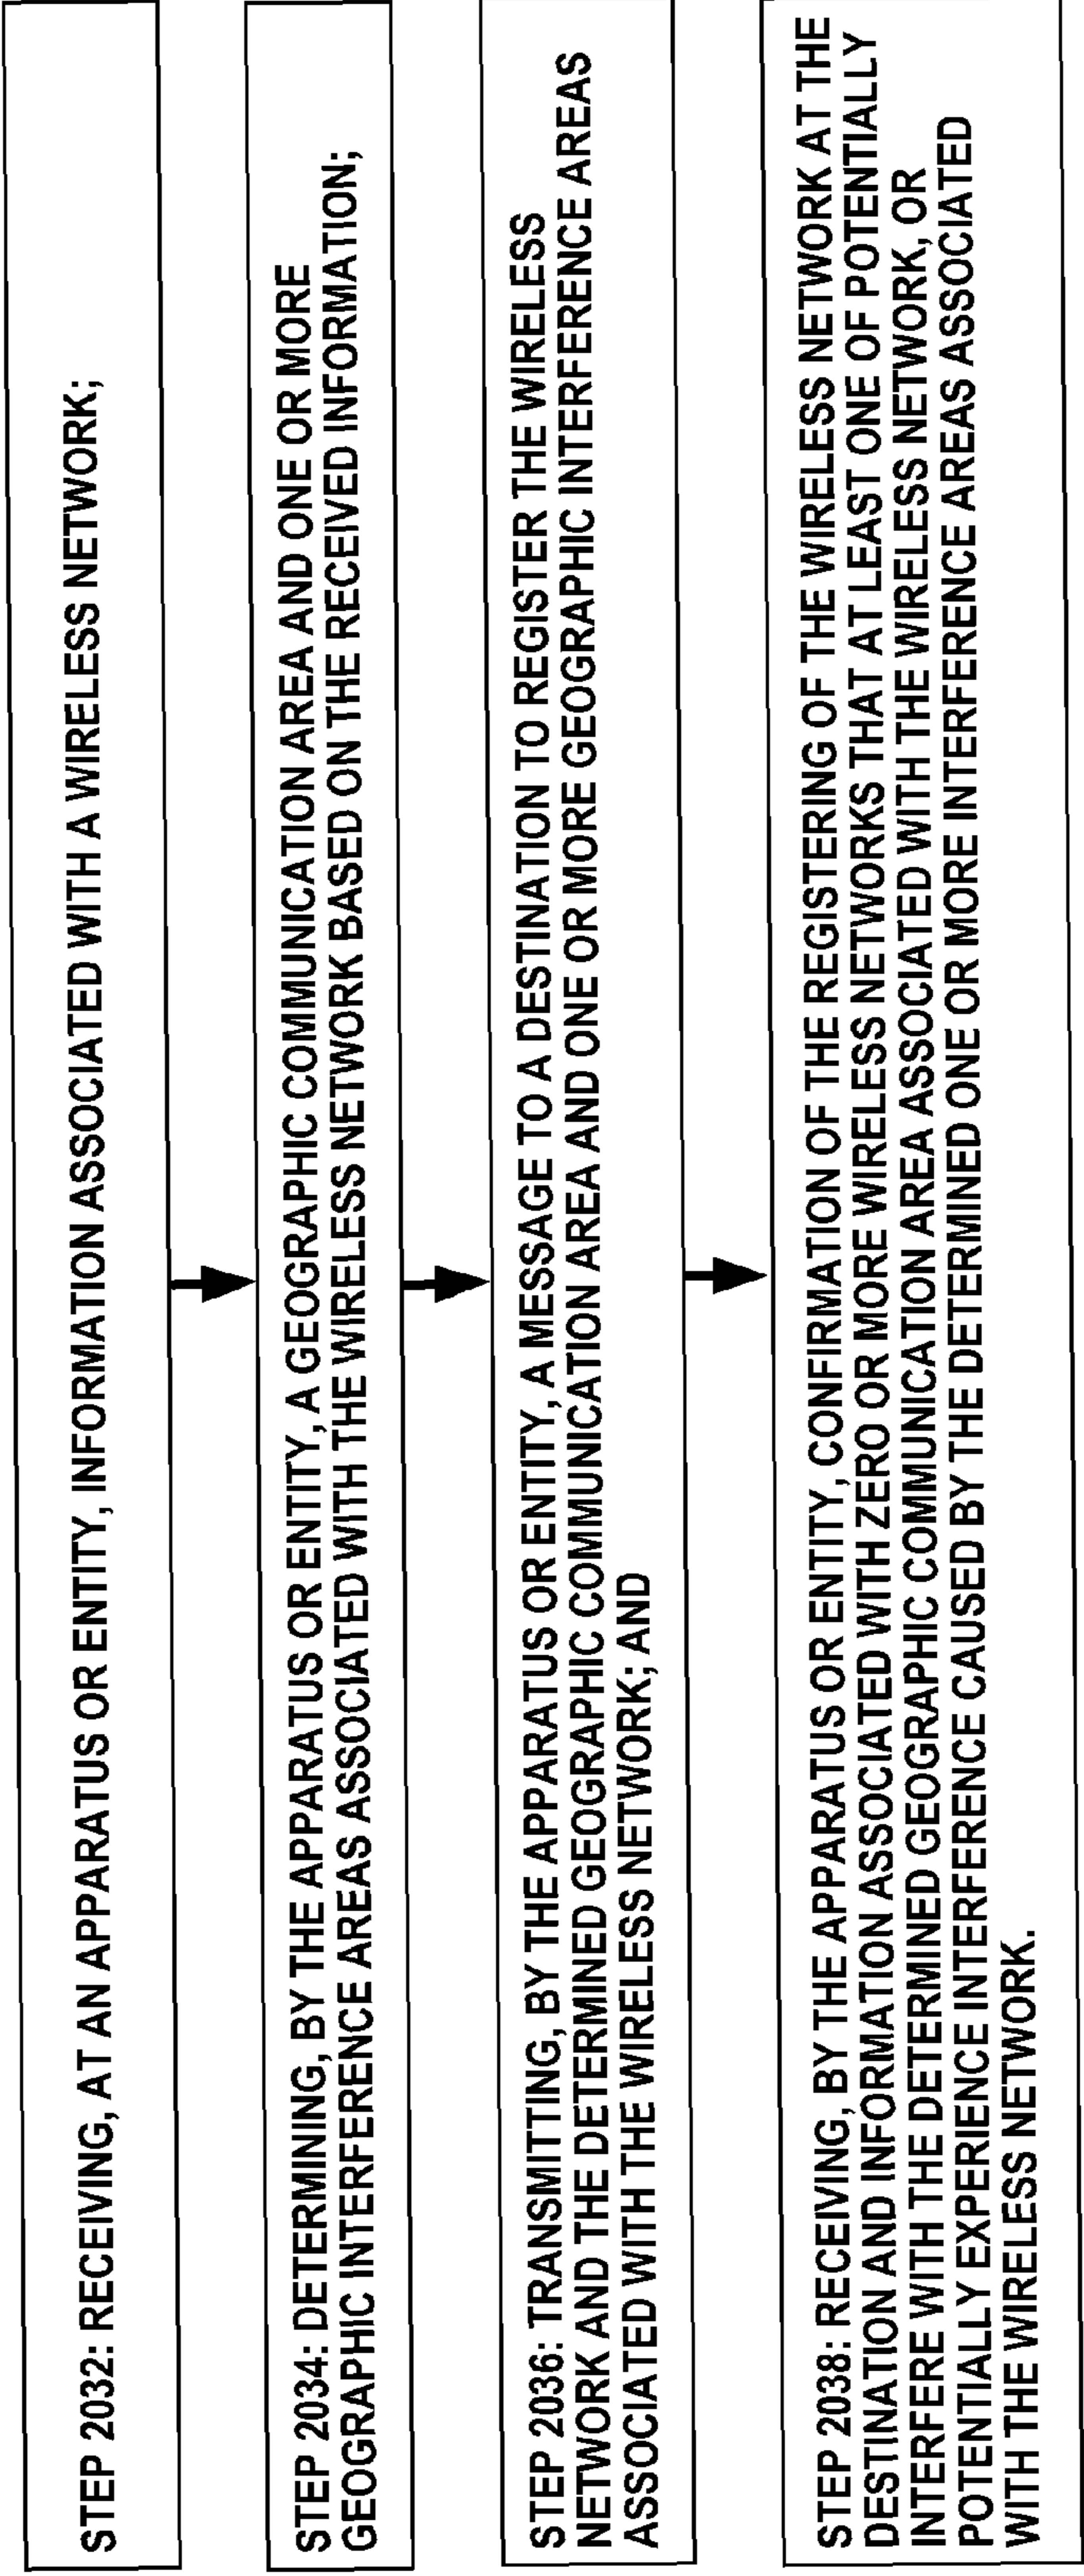 STEP 2032: RECEIVING, AT AN APPARATUS OR ENTITY, INFORMATION ASSOCIATED WITH A WIRELESS NETWORK;
STEP 2034: DETERMINING, BY THE APPARATUS OR ENTITY, A GEOGRAPHIC COMMUNICATION AREA AND ONE OR MORE
GEOGRAPHIC INTERFERENCE AREAS ASSOCIATED WITH THE WIRELESS NETWORK BASED ON THE RECEIVED INFORMATION;
STEP 2036: TRANSMITTING, BY THE APPARATUS OR ENTITY, A MESSAGE TO A DESTINATION TO REGISTER THE WIRELESS
NETWORK AND THE DETERMINED GEOGRAPHIC COMMUNICATION AREA AND ONE OR MORE GEOGRAPHIC INTERFERENCE AREAS
ASSOCIATED WITH THE WIRELESS NETWORK; AND
STEP 2038: RECEIVING, BY THE APPARATUS OR ENTITY, CONFIRMATION OF THE REGISTERING OF THE WIRELESS NETWORK AT THE
DESTINATION AND INFORMATION ASSOCIATED WITH ZERO OR MORE WIRELESS NETWORKS THAT AT LEAST ONE OF POTENTIALLY
INTERFERE WITH THE DETERMINED GEOGRAPHIC COMMUNICATION AREA ASSOCIATED WITH THE WIRELESS NETWORK, OR
POTENTIALLY EXPERIENCE INTERFERENCE CAUSED BY THE DETERMINED ONE OR MORE INTERFERENCE AREAS ASSOCIATED
WITH THE WIRELESS NETWORK.